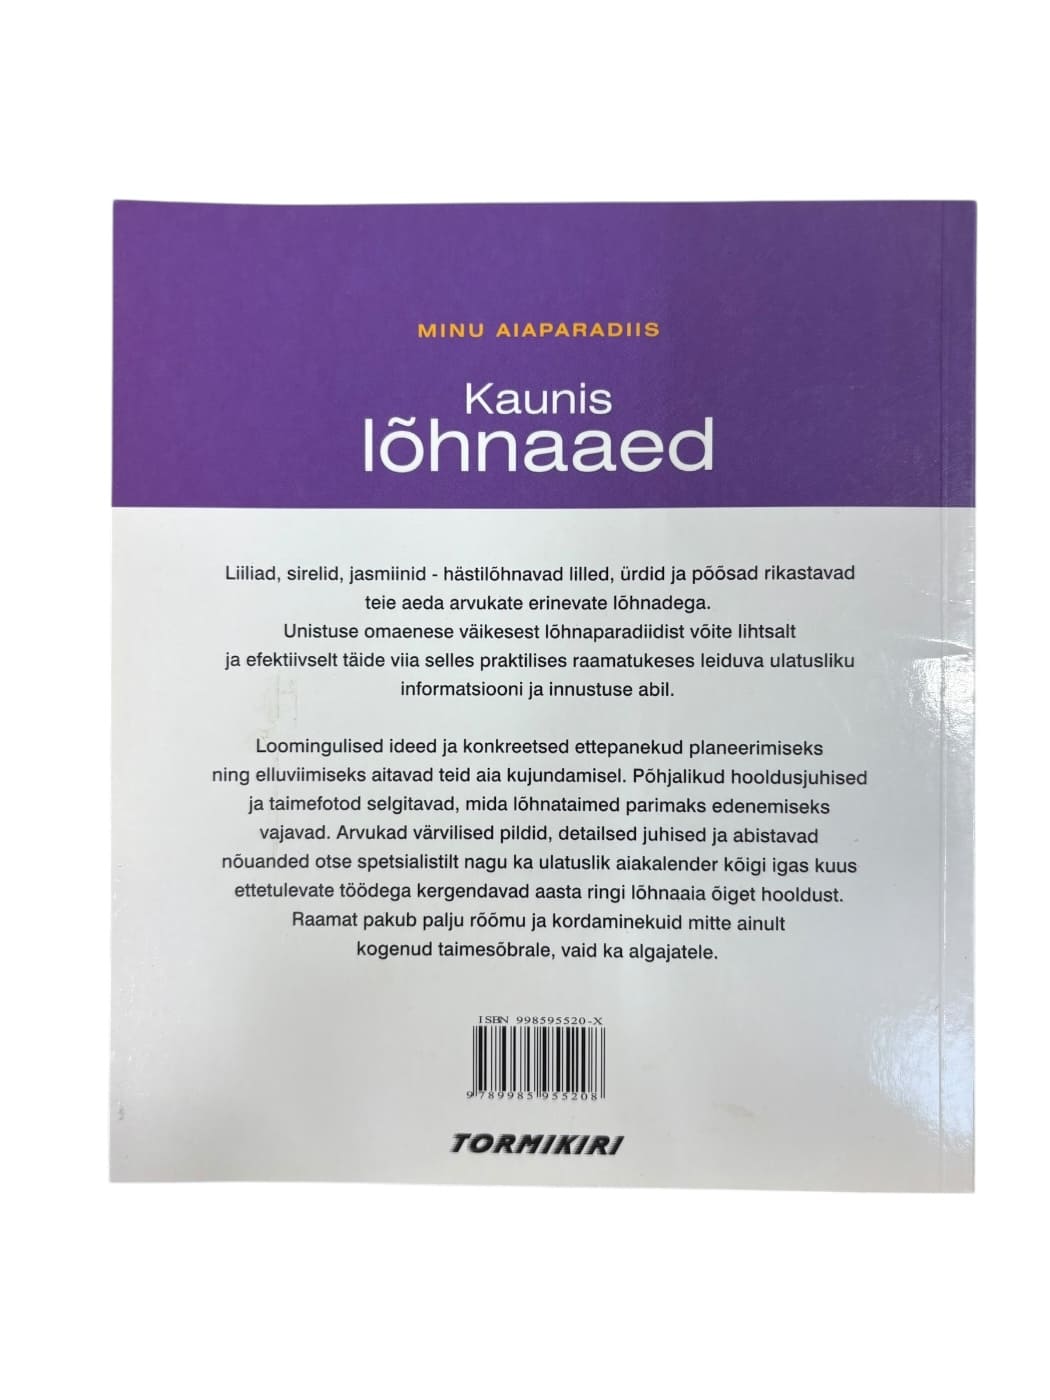 MINU AIAPARADIIS
Kaunis
lõhnaaed
Liiliad, sirelid, jasmiinid - hästilõhnavad lilled, ürdid ja põõsad rikastavad
teie aeda arvukate erinevate lõhnadega.
Unistuse omaenese väikesest lõhnaparadiidist võite lihtsalt
ja efektiivselt täide viia selles praktilises raamatukeses leiduva ulatusliku
informatsiooni ja innustuse abil.
Loomingulised ideed ja konkreetsed ettepanekud planeerimiseks
ning elluviimiseks aitavad teid aia kujundamisel. Põhjalikud hooldusjuhised
ja taimefotod selgitavad, mida lõhnataimed parimaks edenemiseks
vajavad. Arvukad värvilised pildid, detailsed juhised ja abistavad
nõuanded otse spetsialistilt nagu ka ulatuslik aiakalender kõigi igas kuus
ettetulevate töödega kergendavad aasta ringi lõhnaaia õiget hooldust.
Raamat pakub palju rõõmu ja kordaminekuid mitte ainult
kogenud taimesõbrale, vaid ka algajatele.
ISBN 998595520-X
9 789985 955208
TORMIKIRI